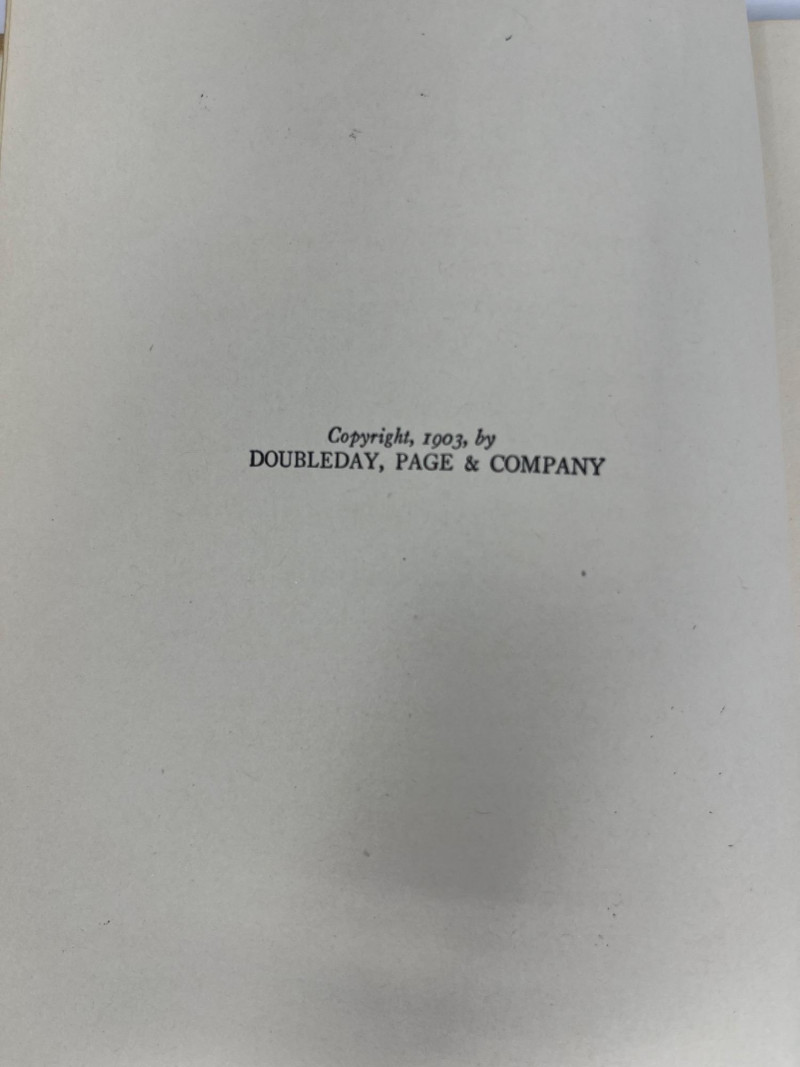 Copyright, 1903, by
DOUBLEDAY, PAGE & COMPANY